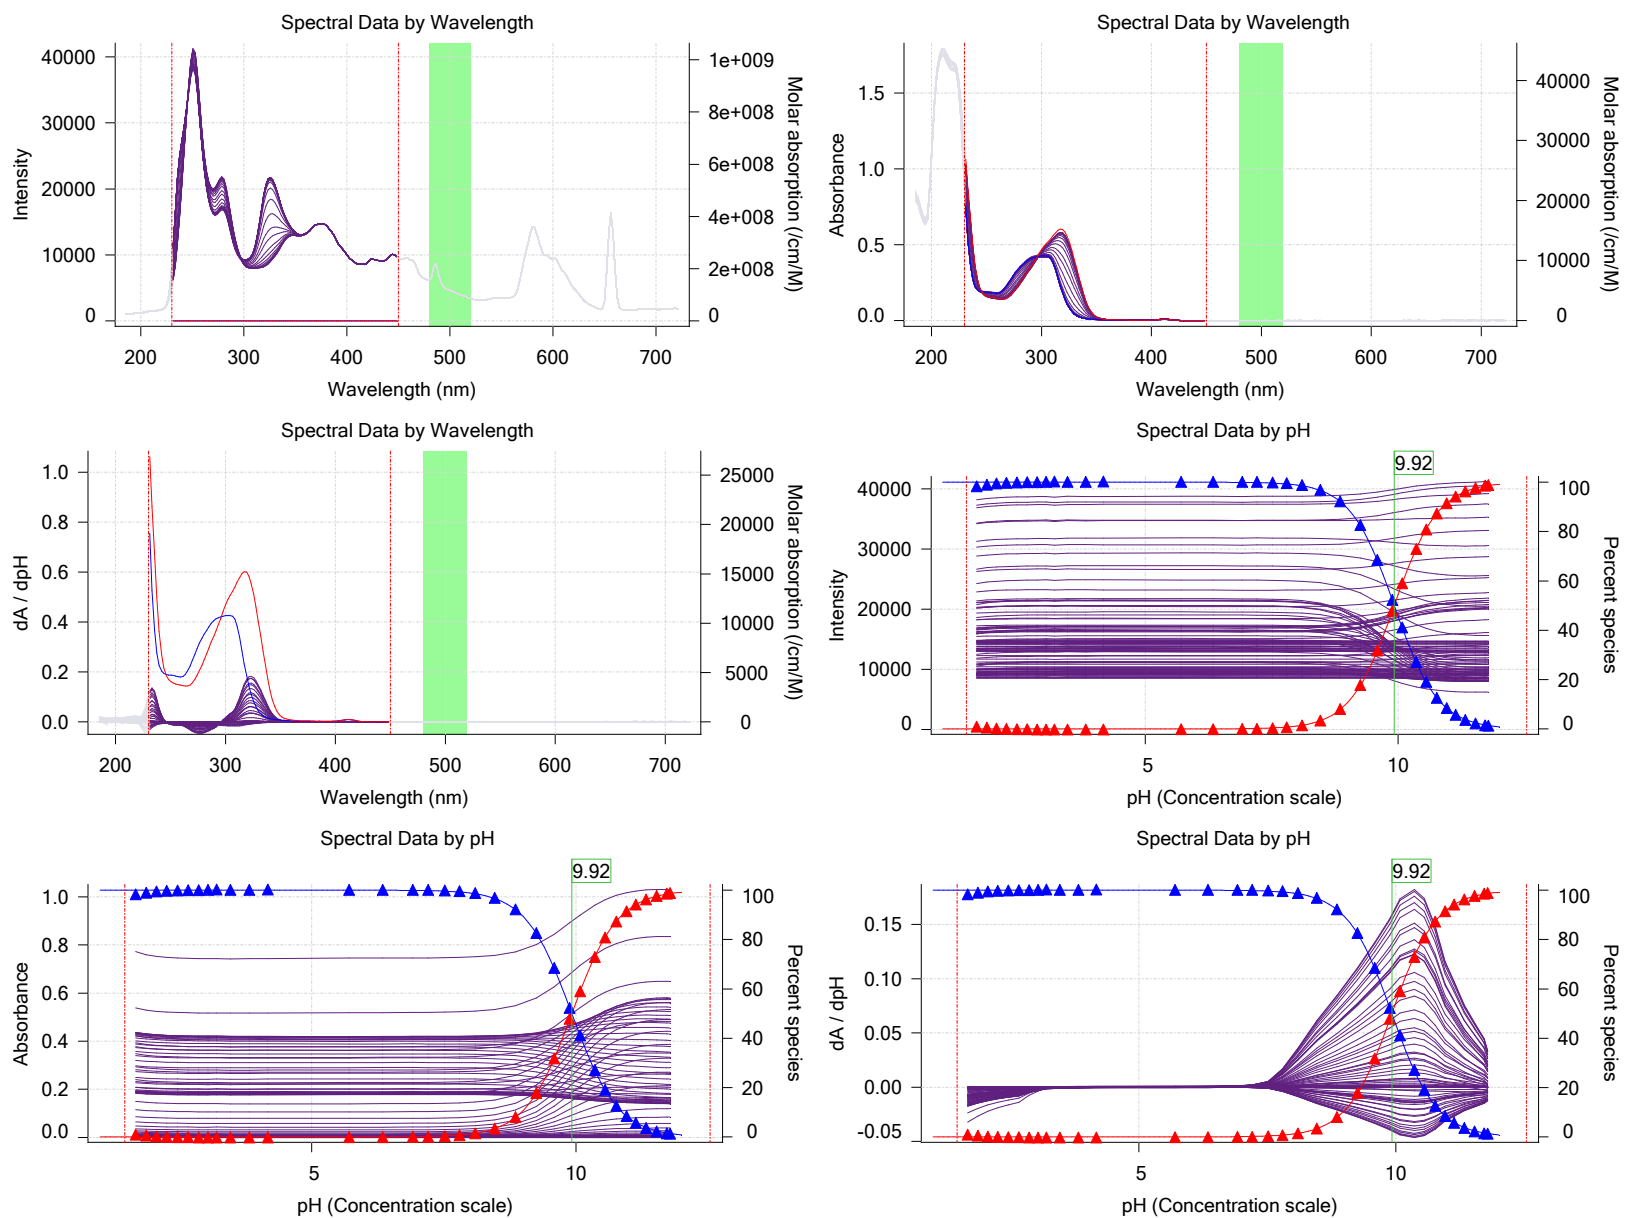 Spectral Data by Wavelength
40000
30000
20000
10000
0
Intensity
1e+009
8e+008
6e+008
4e+008
2e+008
0
Molar absorption (/cm/M)
200 300 400 500 600 700
Wavelength (nm)
Spectral Data by Wavelength
1.5
1.0
0.5
0.0
Absorbance
40000
30000
20000
10000
0
Molar absorption (/cm/M)
200 300 400 500 600 700
Wavelength (nm)
Spectral Data by Wavelength
1.0
0.8
0.6
0.4
0.2
0.0
dA / dpH
25000
20000
15000
10000
5000
0
Molar absorption (/cm/M)
200 300 400 500 600 700
Wavelength (nm)
Spectral Data by pH
9.92
40000
30000
20000
10000
0
Intensity
100
80
60
40
20
0
Percent species
5 10
pH (Concentration scale)
Spectral Data by pH
9.92
1.0
0.8
0.6
0.4
0.2
0.0
Absorbance
100
80
60
40
20
0
Percent species
5 10
pH (Concentration scale)
Spectral Data by pH
9.92
0.15
0.10
0.05
0.00
-0.05
dA / dpH
100
80
60
40
20
0
Percent species
5 10
pH (Concentration scale)